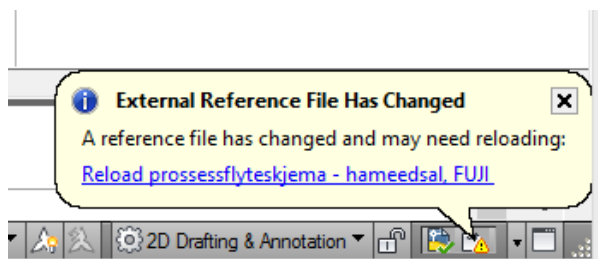 External Reference File Has Changed
A reference file has changed and may need reloading:
Reload prossessflyteskjema - hameedsal, FUJI
2D Drafting & Annotation